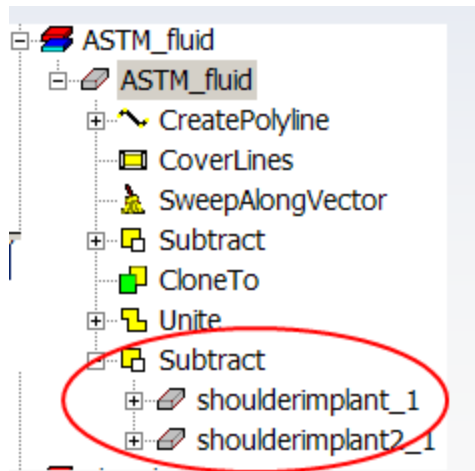 ASTM_fluid
ASTM_fluid
CreatePolyline
CoverLines
SweepAlongVector
Subtract
CloneTo
Unite
Subtract
shoulderimplant_1
shoulderimplant2_1